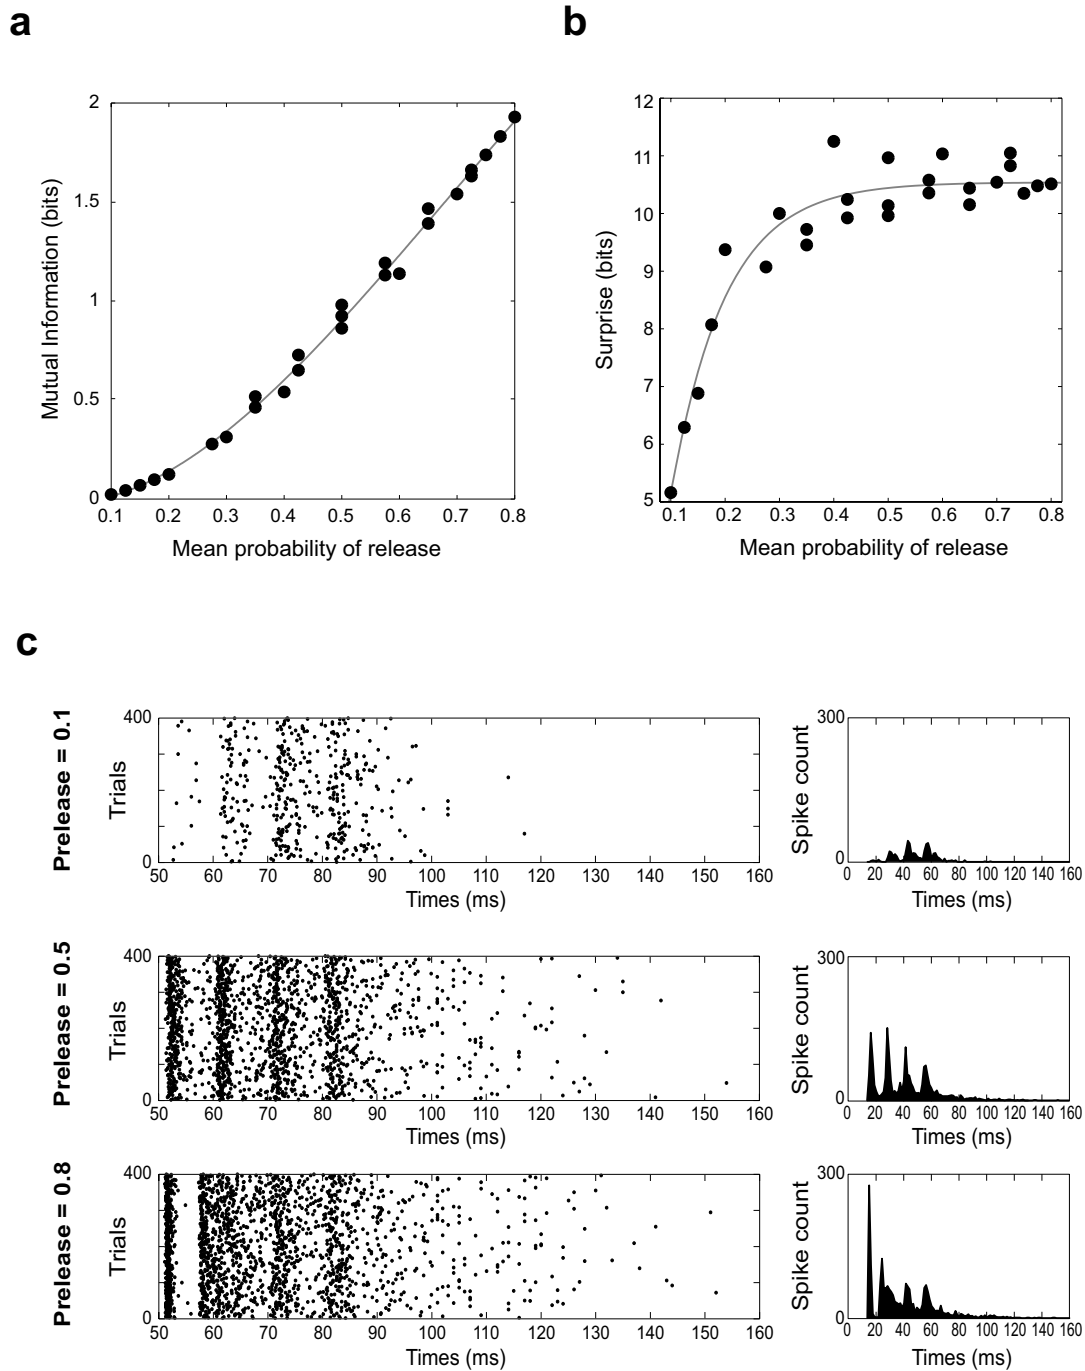 a
b
2
1.5
1
0.5
0
Mutual Information (bits)
0.1 0.2 0.3 0.4 0.5 0.6 0.7 0.8
Mean probability of release
12
11
10
9
8
7
6
5
Surprise (bits)
0.1 0.2 0.3 0.4 0.5 0.6 0.7 0.8
Mean probability of release
c
Prelease = 0.1
Trials
400
0
50 60 70 80 90 100 110 120 130 140 150 160
Times (ms)
Spike count
300
0
0 20 40 60 80 100 120 140 160
Times (ms)
Prelease = 0.5
Trials
400
0
50 60 70 80 90 100 110 120 130 140 150 160
Times (ms)
Spike count
300
0
0 20 40 60 80 100 120 140 160
Times (ms)
Prelease = 0.8
Trials
400
0
50 60 70 80 90 100 110 120 130 140 150 160
Times (ms)
Spike count
300
0
0 20 40 60 80 100 120 140 160
Times (ms)